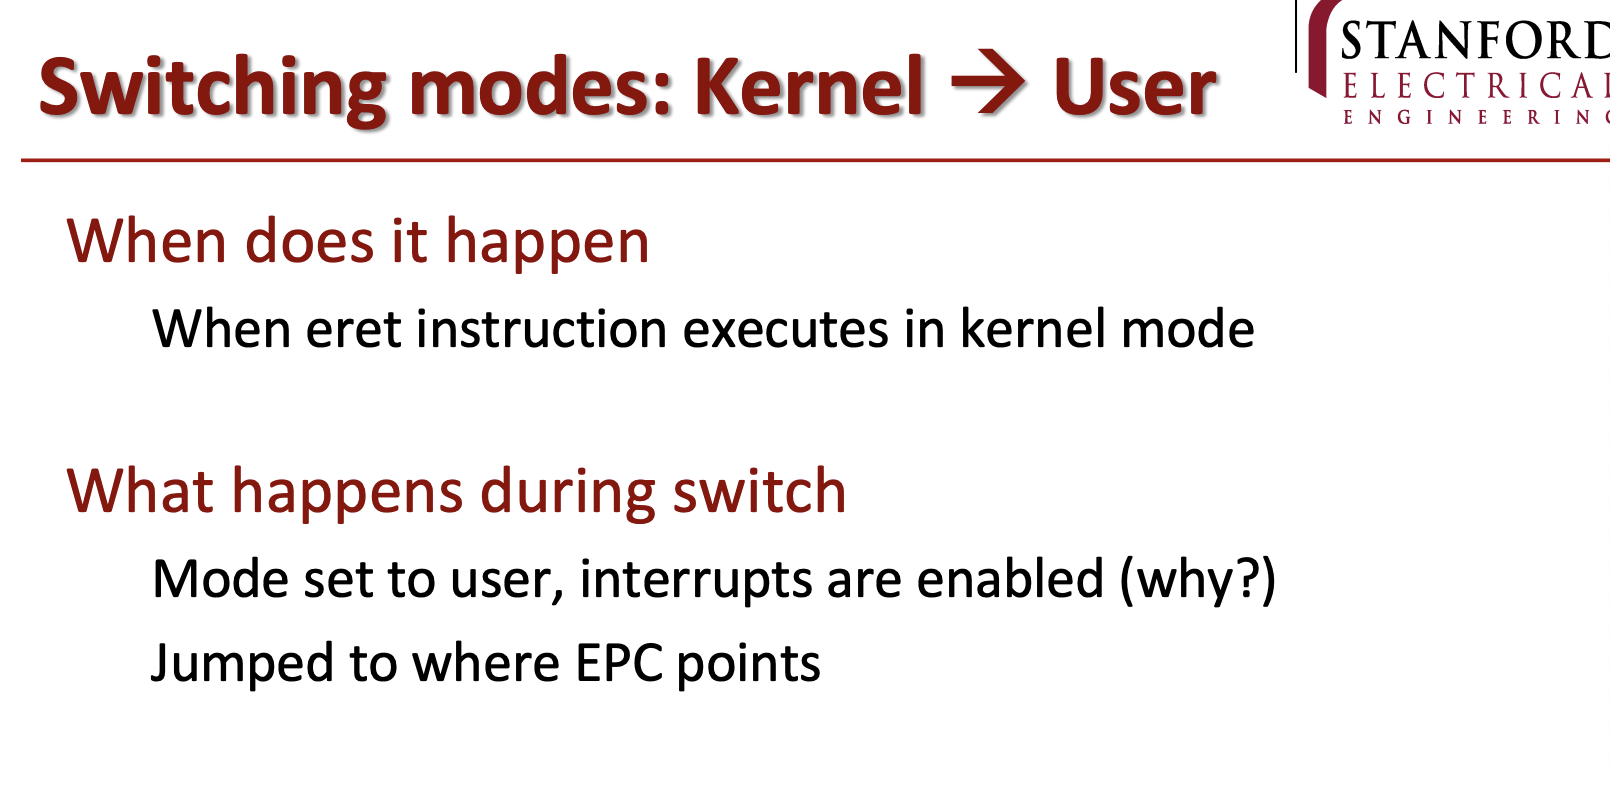 Switching modes: Kernel → User
STANFORD
ELECTRICAL
ENGINEERING
When does it happen
When eret instruction executes in kernel mode
What happens during switch
Mode set to user, interrupts are enabled (why?)
Jumped to where EPC points